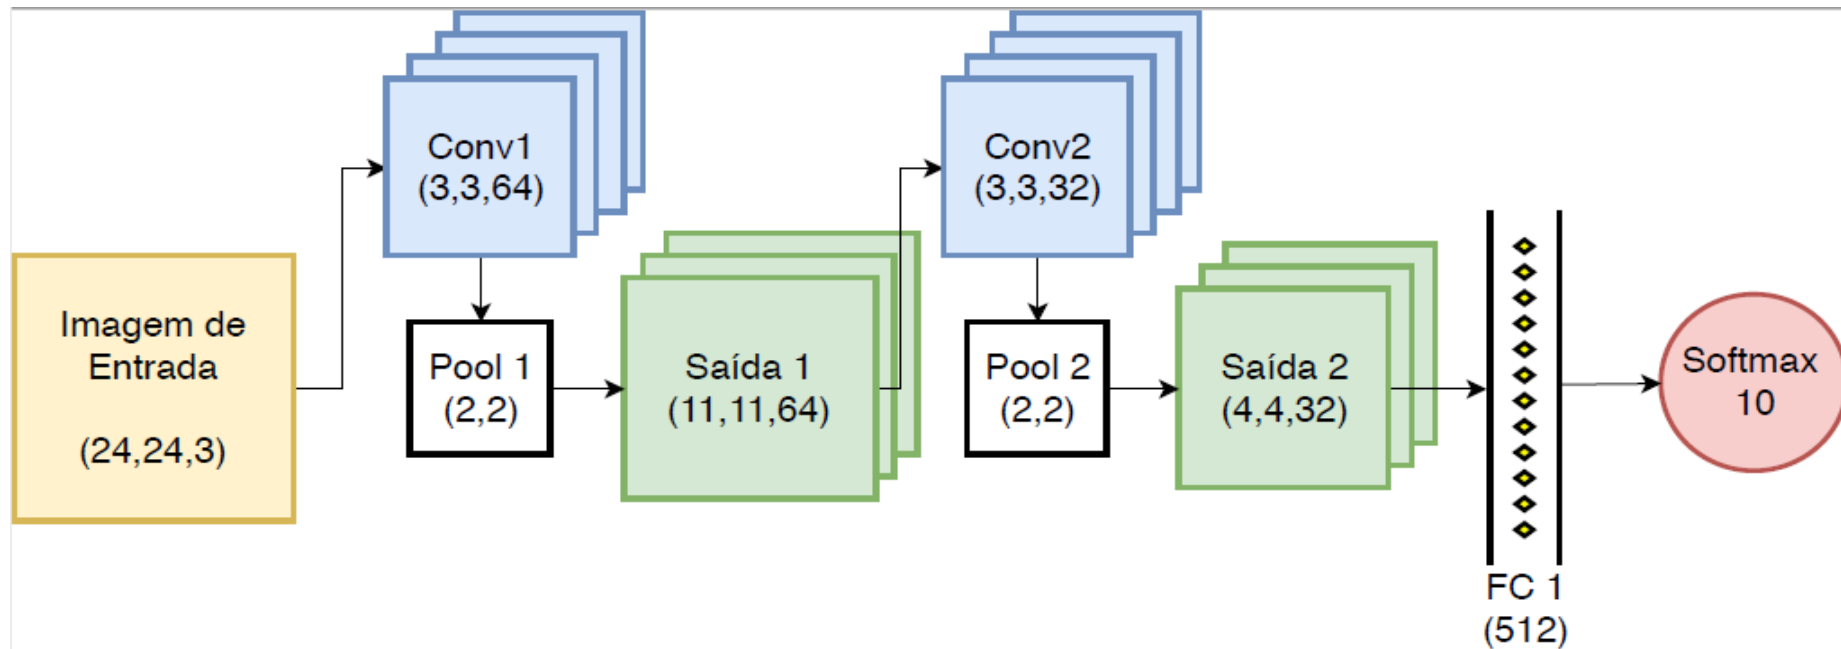 Imagem de
Entrada
(24,24,3)
Conv1
(3,3,64)
Pool 1
(2,2)
Saída 1
(11,11,64)
Conv2
(3,3,32)
Pool 2
(2,2)
Saída 2
(4,4,32)
FC 1
(512)
Softmax
10